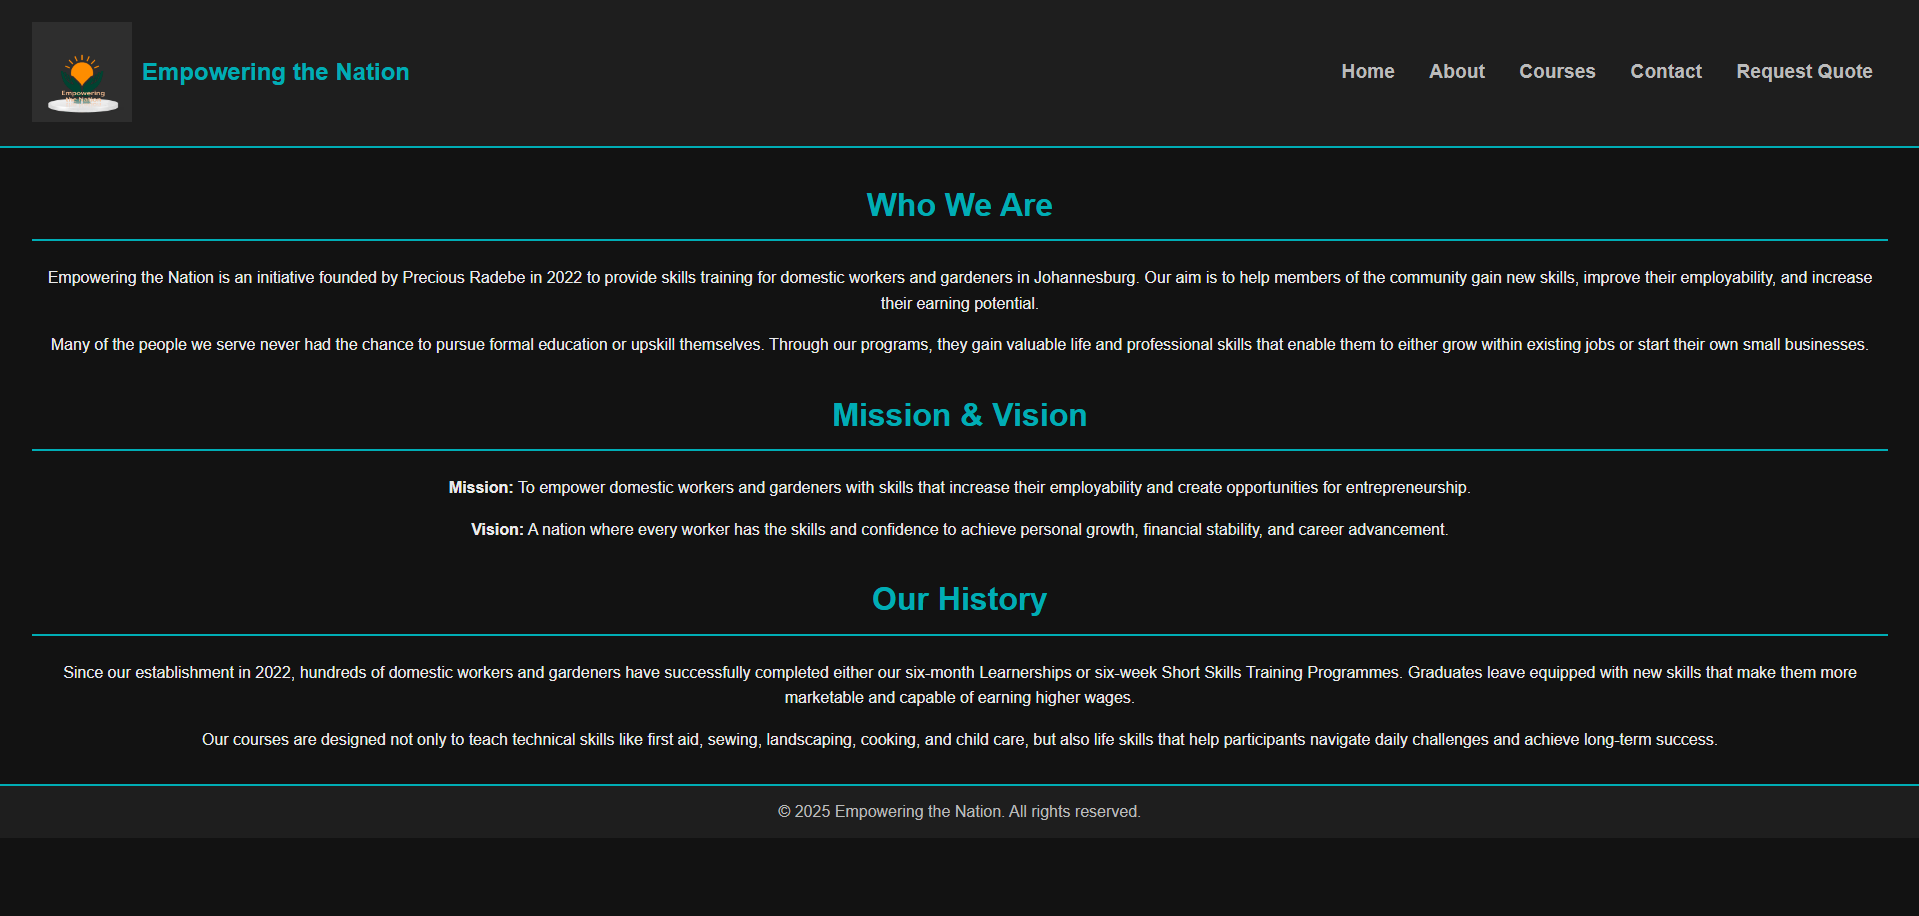 Empowering
the Nation
Empowering the Nation
Home About Courses Contact Request Quote
Who We Are
Empowering the Nation is an initiative founded by Precious Radebe in 2022 to provide skills training for domestic workers and gardeners in Johannesburg. Our aim is to help members of the community gain new skills, improve their employability, and increase
their earning potential.
Many of the people we serve never had the chance to pursue formal education or upskill themselves. Through our programs, they gain valuable life and professional skills that enable them to either grow within existing jobs or start their own small businesses.
Mission & Vision
Mission: To empower domestic workers and gardeners with skills that increase their employability and create opportunities for entrepreneurship.
Vision: A nation where every worker has the skills and confidence to achieve personal growth, financial stability, and career advancement.
Our History
Since our establishment in 2022, hundreds of domestic workers and gardeners have successfully completed either our six-month Learnerships or six-week Short Skills Training Programmes. Graduates leave equipped with new skills that make them more
marketable and capable of earning higher wages.
Our courses are designed not only to teach technical skills like first aid, sewing, landscaping, cooking, and child care, but also life skills that help participants navigate daily challenges and achieve long-term success.
© 2025 Empowering the Nation. All rights reserved.